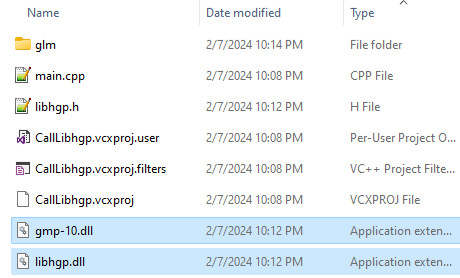 Name Date modified Type
glm 2/7/2024 10:14 PM File folder
main.cpp 2/7/2024 10:08 PM CPP File
libhgp.h 2/7/2024 10:12 PM H File
CallLibhgp.vcxproj.user 2/7/2024 10:08 PM Per-User Project O...
CallLibhgp.vcxproj.filters 2/7/2024 10:08 PM VC++ Project Filte...
CallLibhgp.vcxproj 2/7/2024 10:08 PM VCXPROJ File
gmp-10.dll 2/7/2024 10:12 PM Application exten...
libhgp.dll 2/7/2024 10:12 PM Application exten...